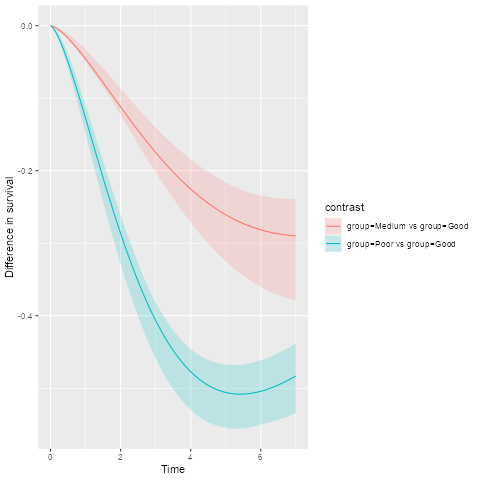 0.0
-0.2
-0.4
Difference in survival
0
2
4
6
Time
contrast
group=Medium vs group=Good
group=Poor vs group=Good